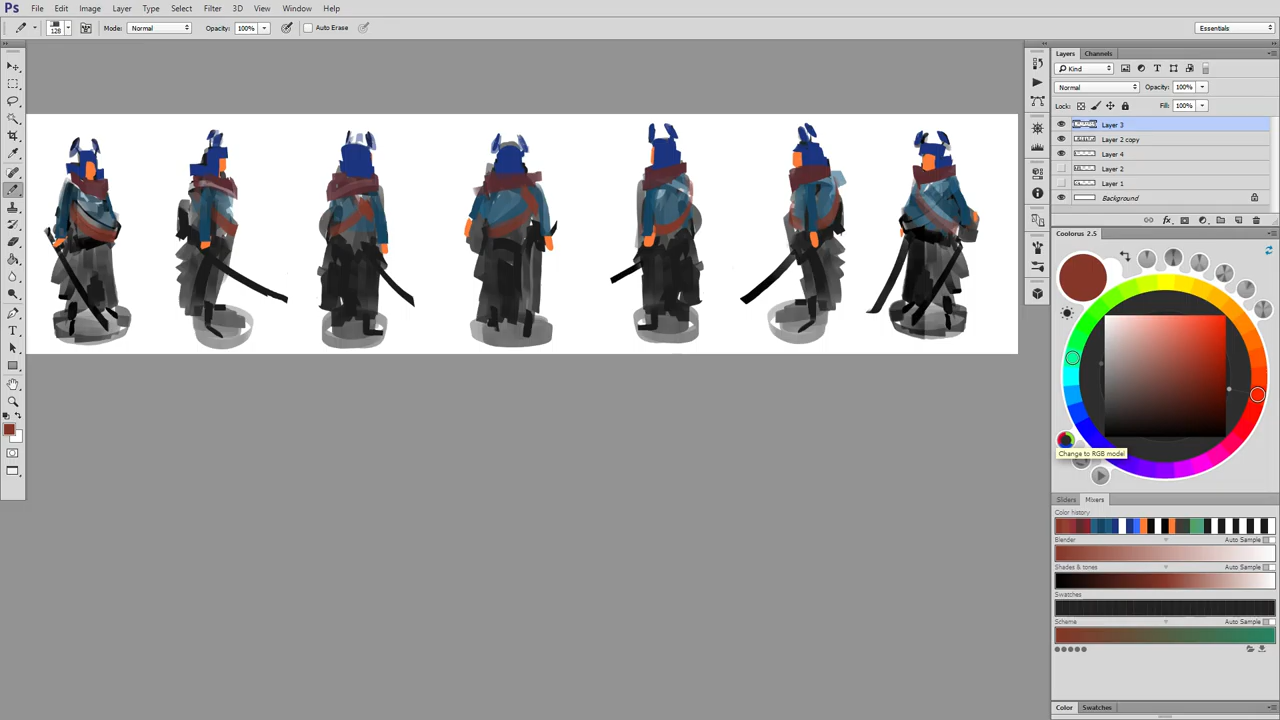 Ps File Edit Image Layer Type Select Filter 3D View Window Help
128 Mode: Normal Opacity: 100% Auto Erase Essentials
Layers Channels
Kind
Normal Opacity: 100%
Lock: Fill: 100%
Layer 3
Layer 2 copy
Layer 4
Layer 2
Layer 1
Background
Coolorus 2.5
Change to RGB model
Sliders Mixers
Color history
Blender Auto Sample
Shades & tones Auto Sample
Swatches
Scheme Auto Sample
Color Swatches